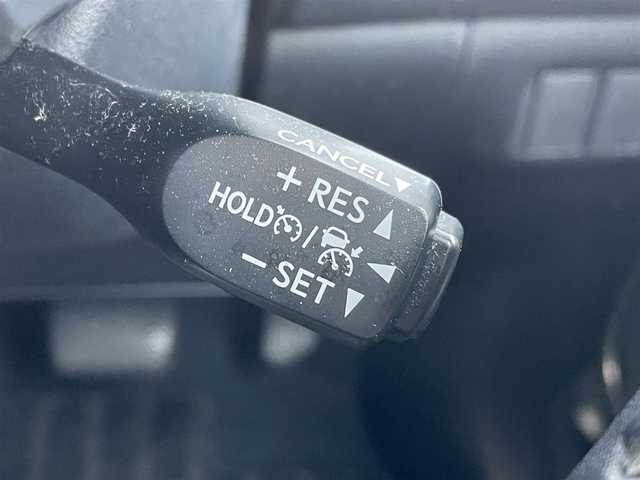 CANCEL▼
+ RES ▲
HOLD / ◀
− SET ▼